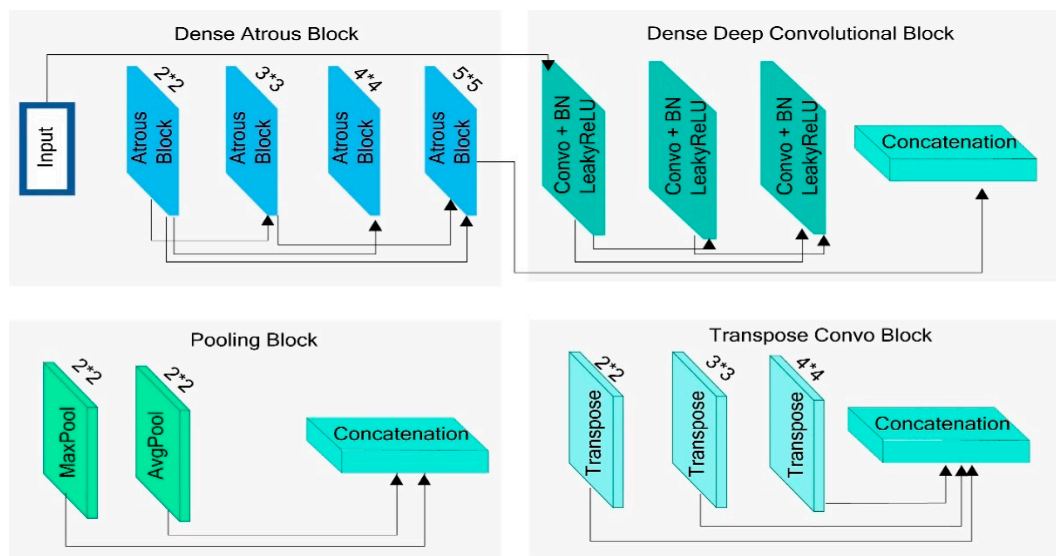 Dense Atrous Block
Input
2*2
Atrous
Block
3*3
Atrous
Block
4*4
Atrous
Block
5*5
Atrous
Block
Dense Deep Convolutional Block
Convo + BN
LeakyReLU
Convo + BN
LeakyReLU
Convo + BN
LeakyReLU
Concatenation
Pooling Block
2*2
MaxPool
2*2
AvgPool
Concatenation
Transpose Convo Block
2*2
Transpose
3*3
Transpose
4*4
Transpose
Concatenation